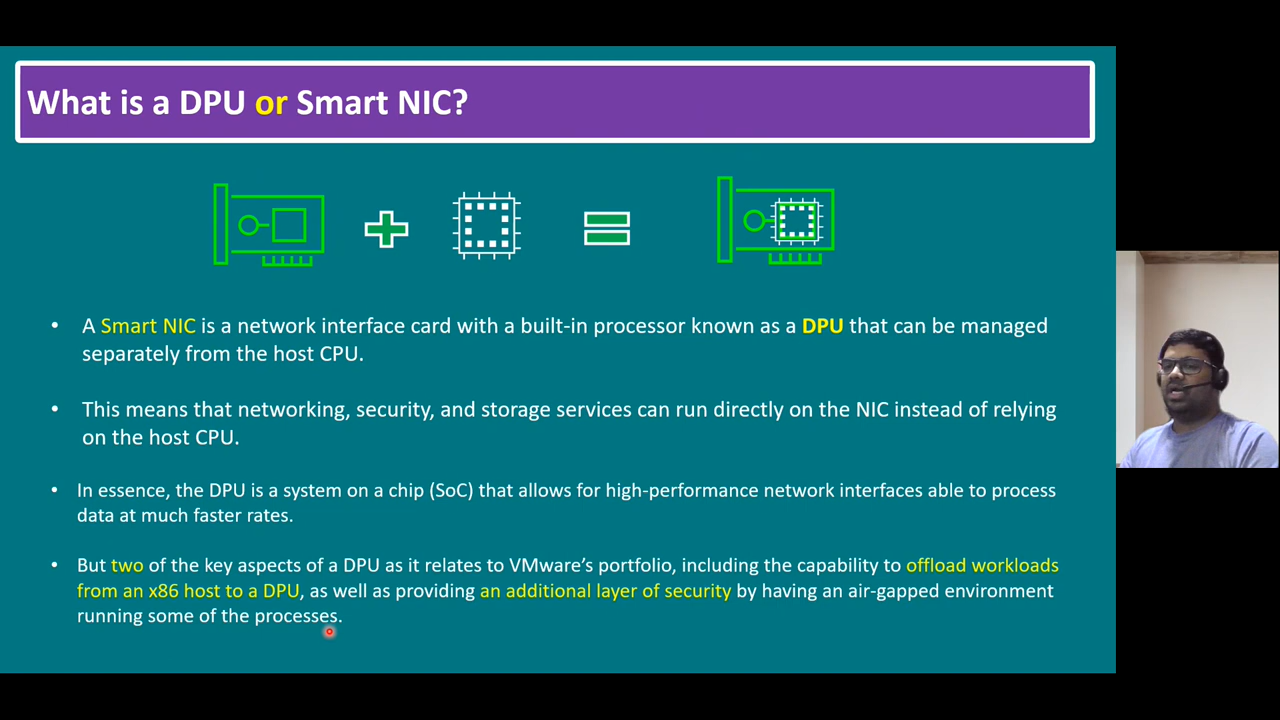 What is a DPU or Smart NIC?
• A Smart NIC is a network interface card with a built-in processor known as a DPU that can be managed
separately from the host CPU.
• This means that networking, security, and storage services can run directly on the NIC instead of relying
on the host CPU.
• In essence, the DPU is a system on a chip (SoC) that allows for high-performance network interfaces able to process
data at much faster rates.
• But two of the key aspects of a DPU as it relates to VMware’s portfolio, including the capability to offload workloads
from an x86 host to a DPU, as well as providing an additional layer of security by having an air-gapped environment
running some of the processes.